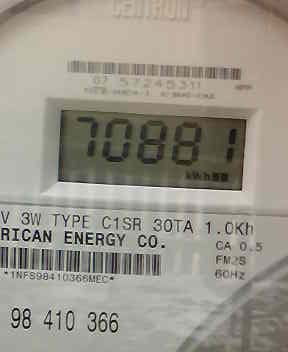 CENTRON
07 57245311
70881
kWh
V 3W TYPE C1SR 30TA 1.0Kh
RICAN ENERGY CO.
CA 0.5
FM2S
60HZ
*1NFS98410366MEC*
98 410 366